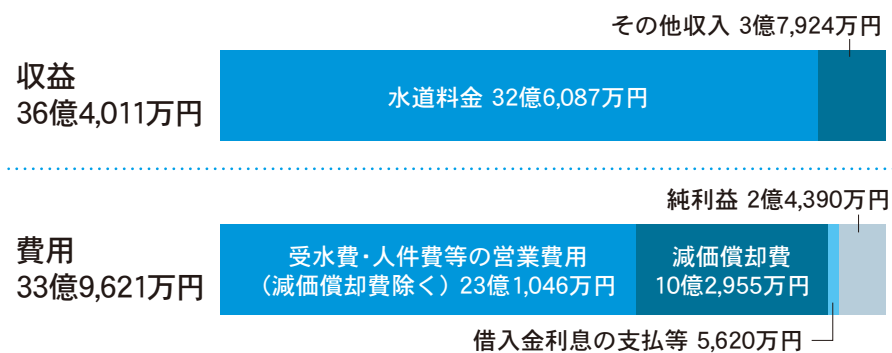 その他収入 3億7,924万円
収益
36億4,011万円
水道料金 32億6,087万円
純利益 2億4,390万円
費用
33億9,621万円
受水費・人件費等の営業費用
（減価償却費除く）23億1,046万円
減価償却費
10億2,955万円
借入金利息の支払等 5,620万円